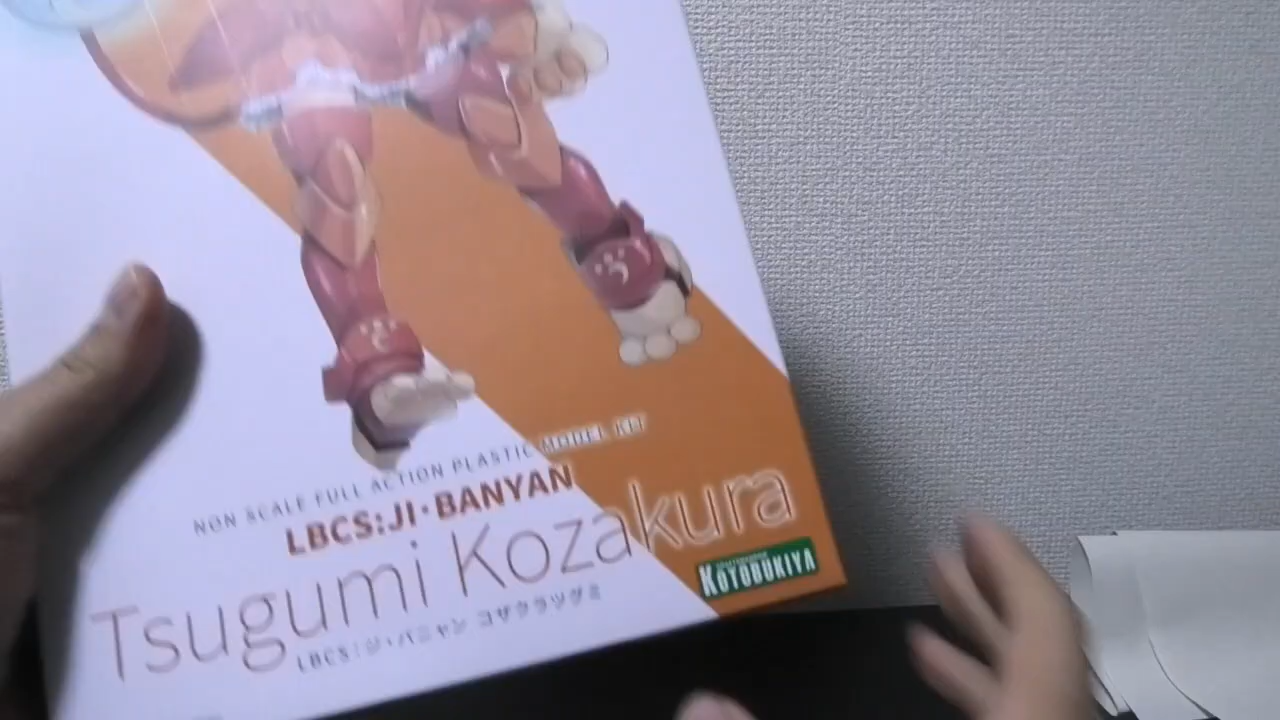 NON SCALE FULL ACTION PLASTIC MODEL KIT
LBCS:JI・BANYAN
Tsugumi Kozakura
LBCS:ジ・バニャン コザクラツグミ
KOTOBUKIYA